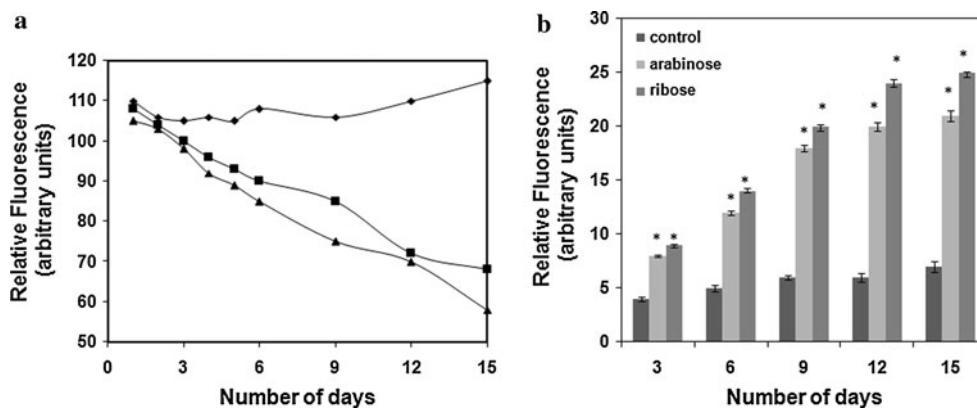 a
120
110
100
90
80
70
60
50
0
3
6
9
12
15
Relative Fluorescence
(arbitrary units)
Number of days
b
30
25
20
15
10
5
0
control
arabinose
ribose
* *
* *
* *
* *
* *
3
6
9
12
15
Relative Fluorescence
(arbitrary units)
Number of days